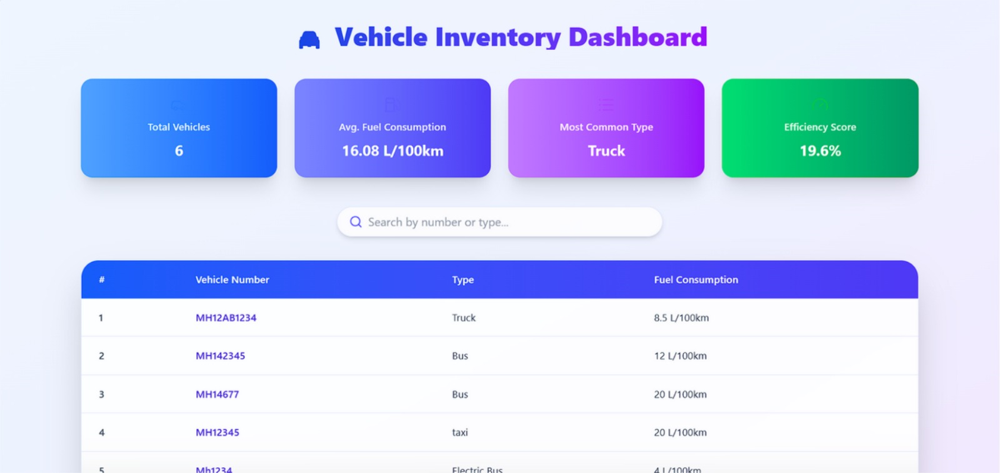 Vehicle Inventory Dashboard
Total Vehicles
6
Avg. Fuel Consumption
16.08 L/100km
Most Common Type
Truck
Efficiency Score
19.6%
Search by number or type...
# Vehicle Number Type Fuel Consumption
1 MH12AB1234 Truck 8.5 L/100km
2 MH142345 Bus 12 L/100km
3 MH14677 Bus 20 L/100km
4 MH12345 taxi 20 L/100km
5 Mh1234 Electric Bus 4 L/100km